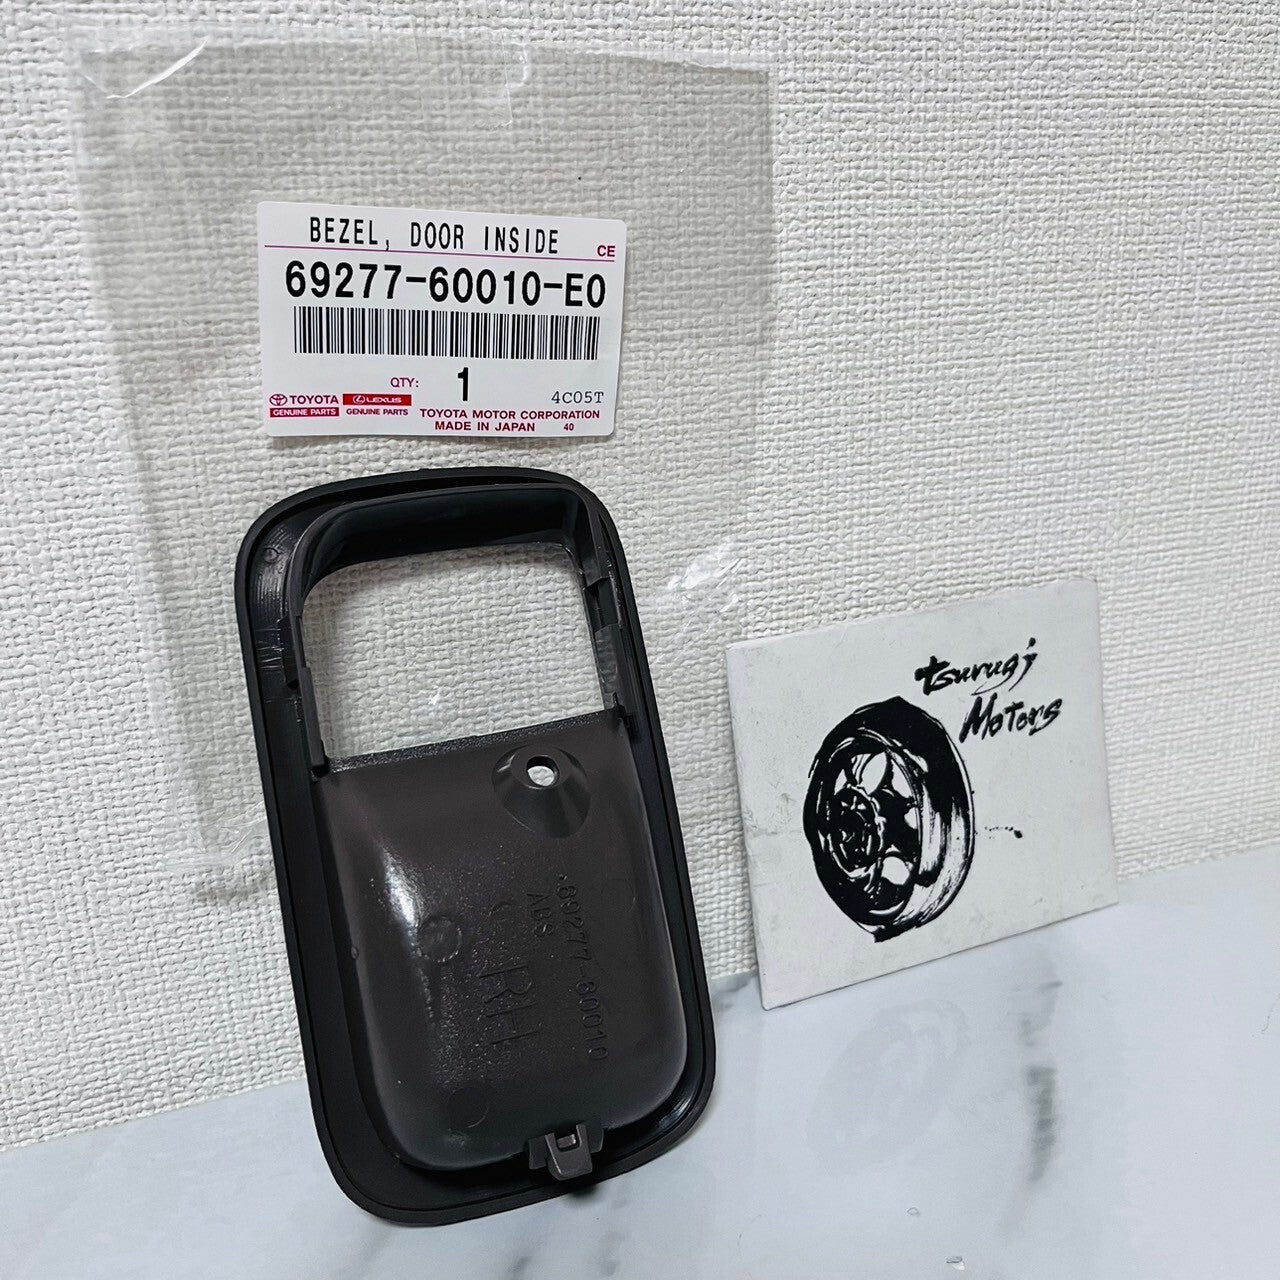 BEZEL, DOOR INSIDE
CE
69277-60010-E0
QTY: 1
4C05T
TOYOTA
GENUINE PARTS
LEXUS
GENUINE PARTS
TOYOTA MOTOR CORPORATION
MADE IN JAPAN 40
tsurugi
Motors
69277-60010
ABS
RH